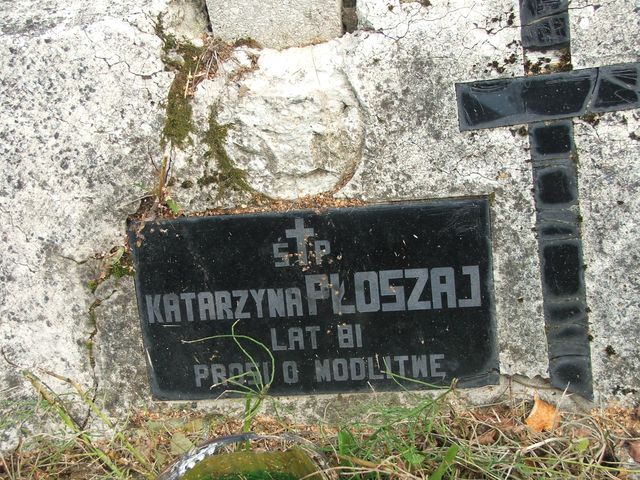 Ś†P.
KATARZYNA PŁOSZAJ
LAT 81
PROSI O MODLITWĘ